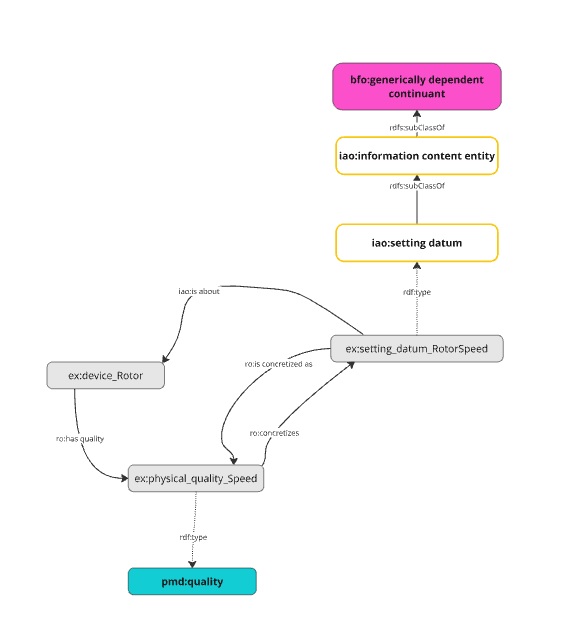 bfo:generically dependent
continuant
rdfs:subClassOf
iao:information content entity
rdfs:subClassOf
iao:setting datum
iao:is about
rdf:type
ex:setting_datum_RotorSpeed
ro:is concretized as
ex:device_Rotor
ro:concretizes
ro:has quality
ex:physical_quality_Speed
rdf:type
pmd:quality